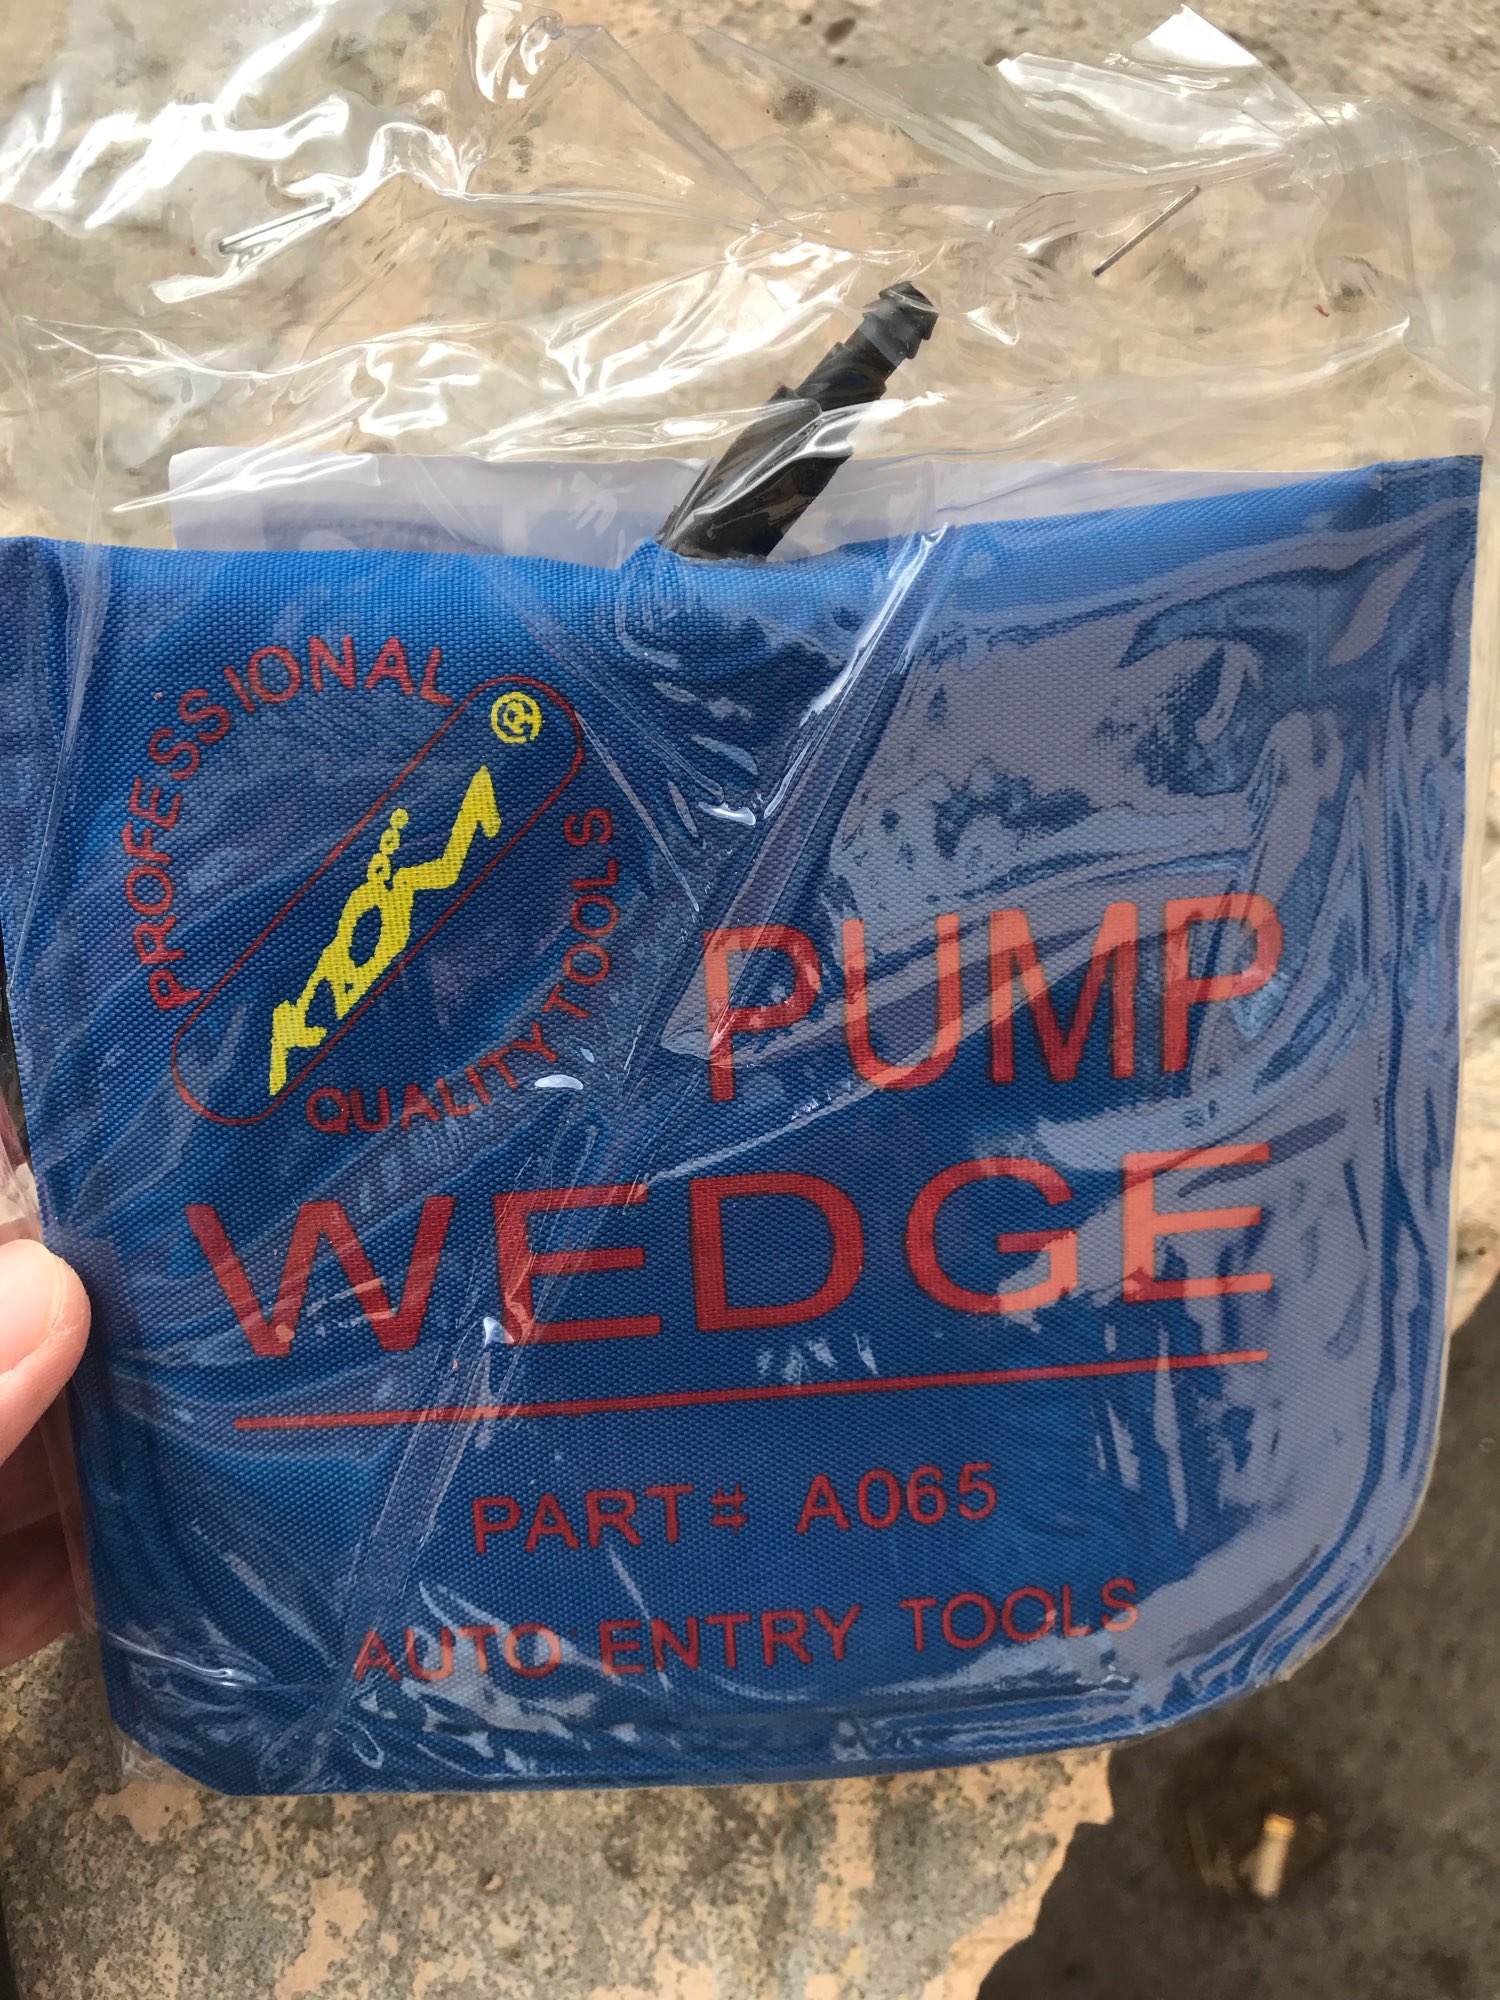 PROFESSIONAL
®
QUALITY TOOLS
PUMP
WEDGE
PART# A065
AUTO ENTRY TOOLS